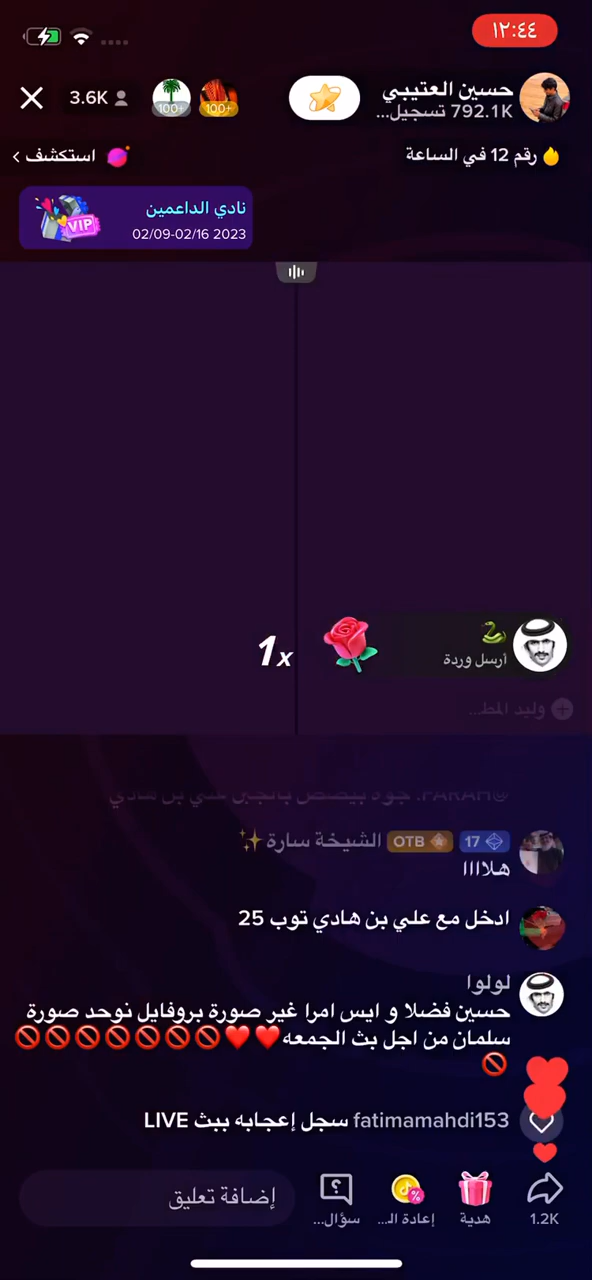 ١٢:٤٤
حسين العتيبي
792.1K تسجيل...
3.6K
100+
100+
رقم 12 في الساعة
استكشف
نادي الداعمين
VIP
02/09-02/16 2023
أرسل وردة
1x
وليد المط...
17 OTB الشيخة سارة
هلاااا
ادخل مع علي بن هادي توب 25
لولوا
حسين فضلا و ايس امرا غير صورة بروفايل نوحد صورة
سلمان من اجل بث الجمعه❤️❤️🚫🚫🚫🚫🚫🚫🚫
🚫
fatimamahdi153 سجل إعجابه ببث LIVE
إضافة تعليق
سؤال...
إعادة الـ...
هدية
1.2K